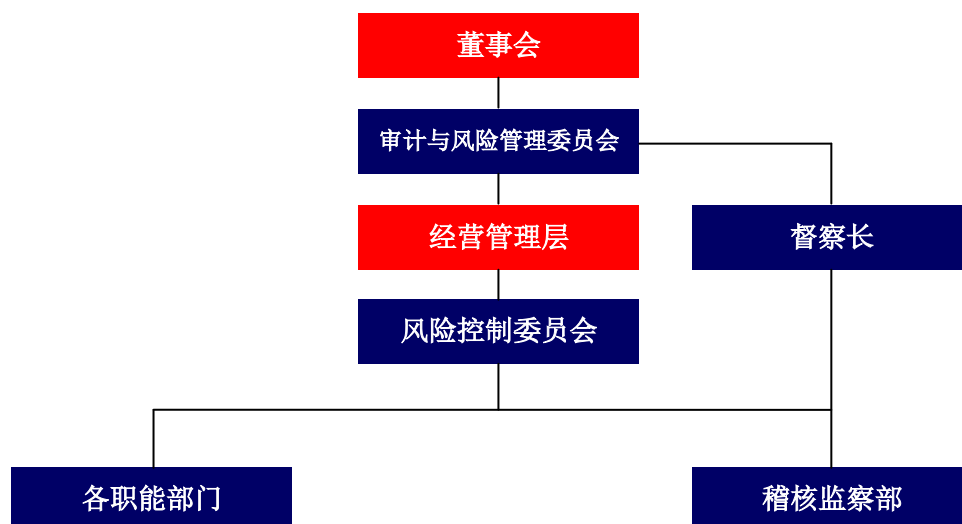 董事会
审计与风险管理委员会
经营管理层
督察长
风险控制委员会
各职能部门
稽核监察部